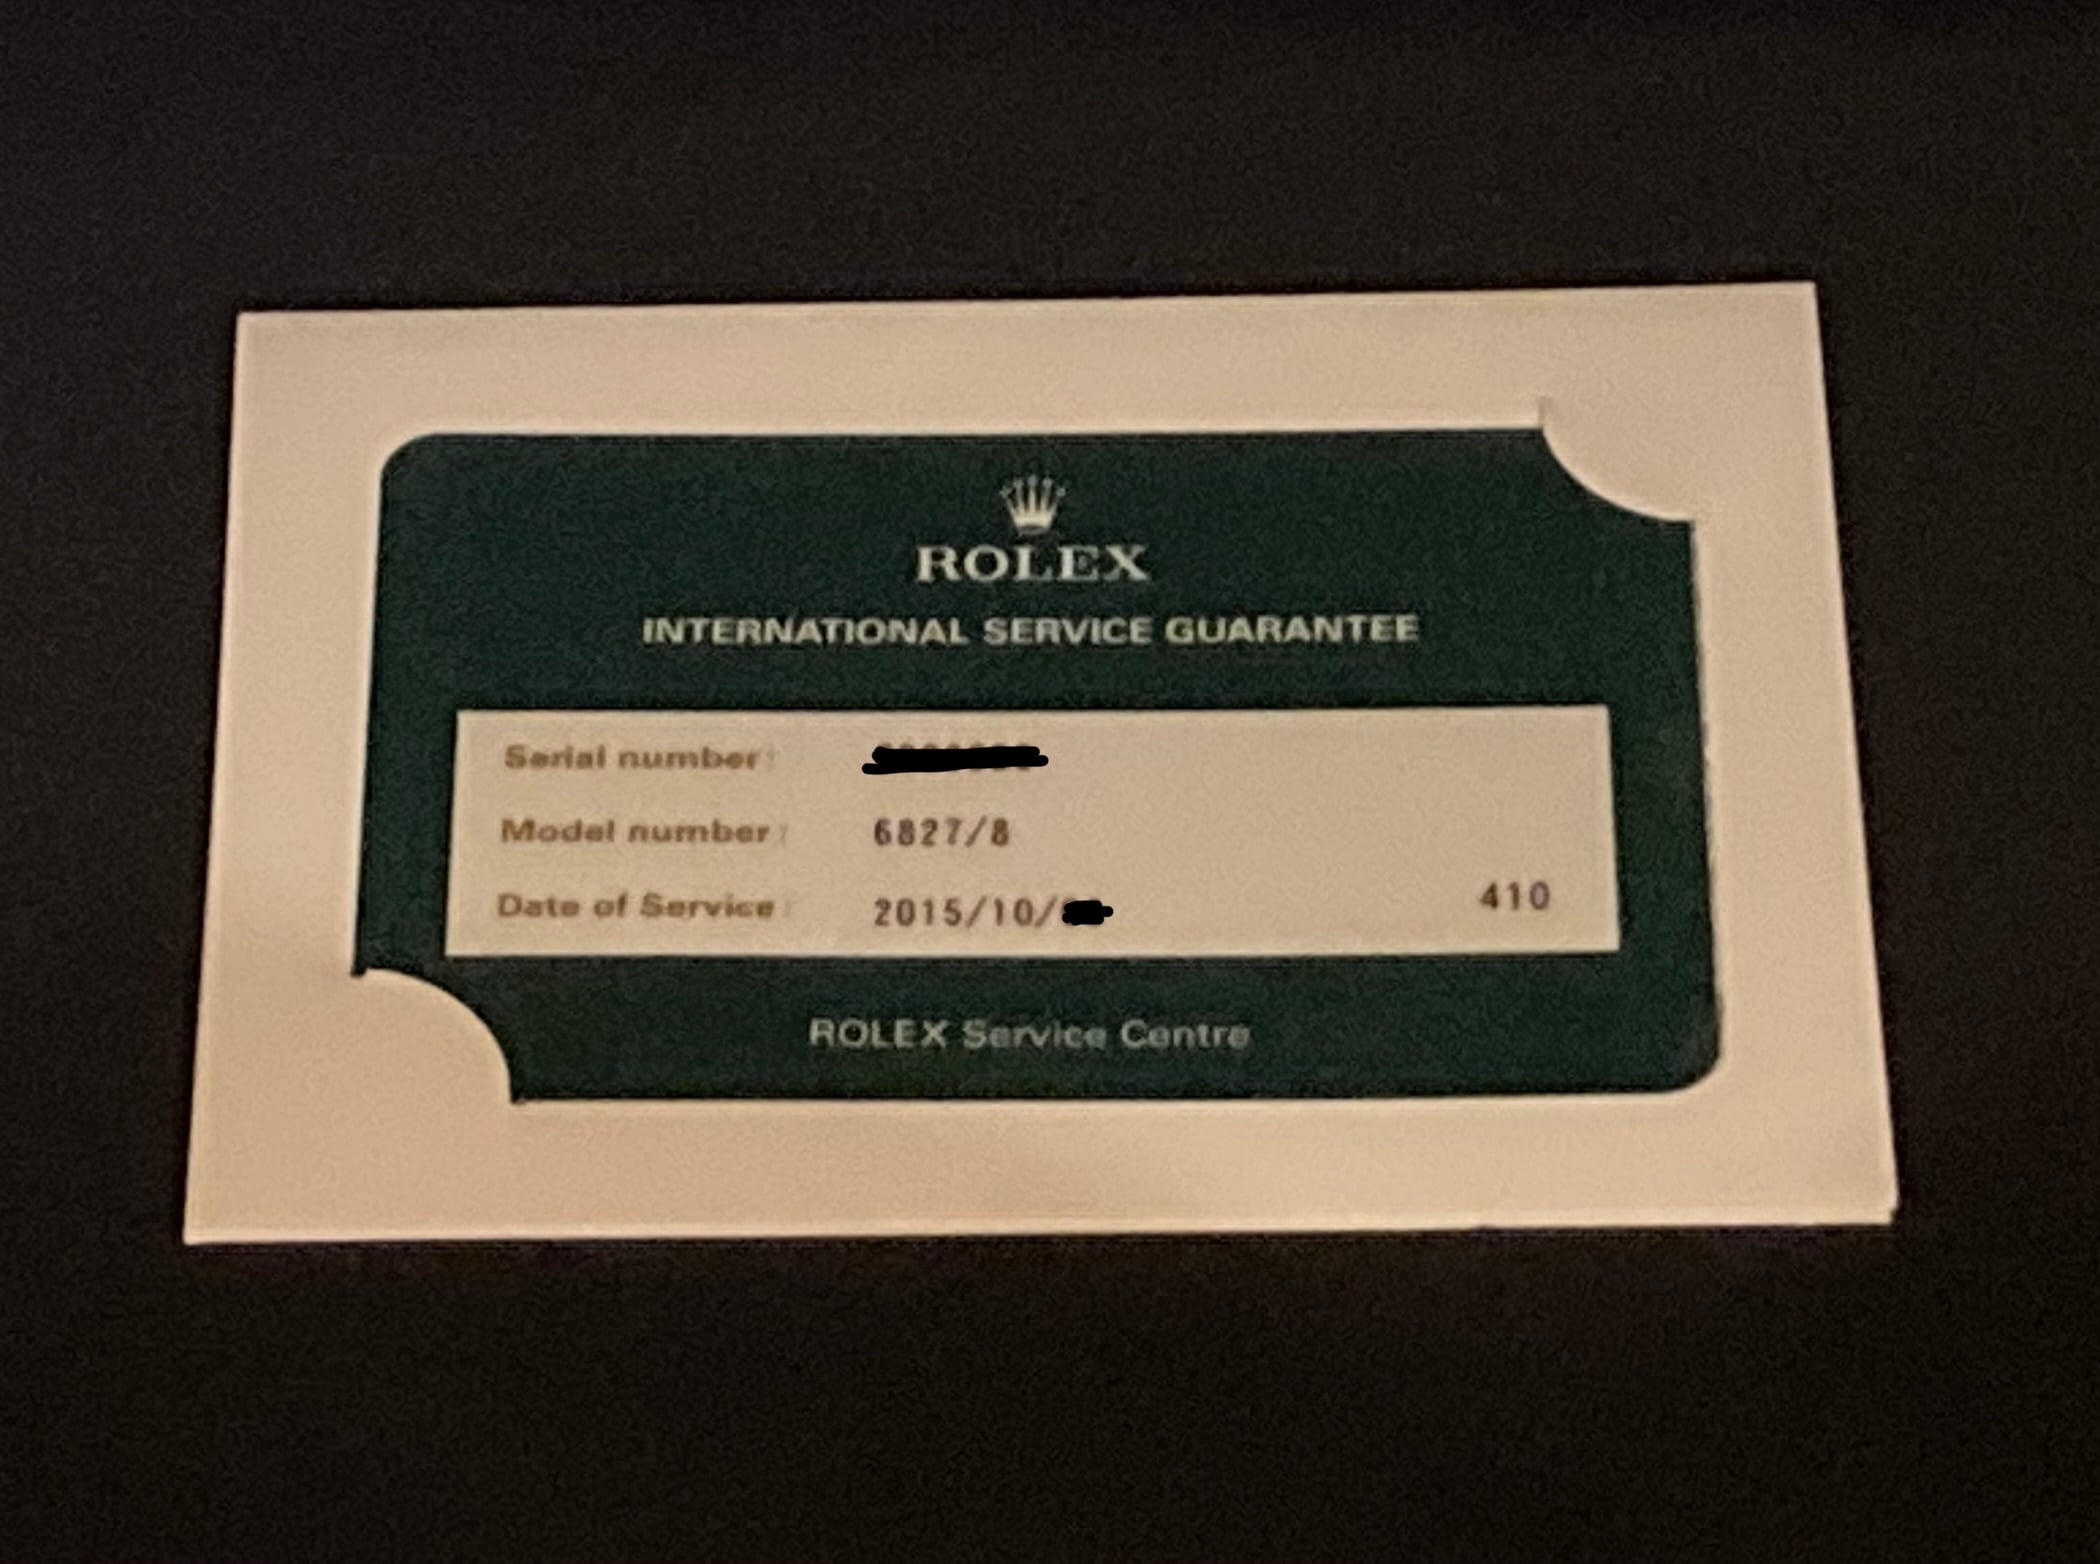 ROLEX
INTERNATIONAL SERVICE GUARANTEE
Serial number:
Model number: 6827/8
Date of Service: 2015/10/ 410
ROLEX Service Centre